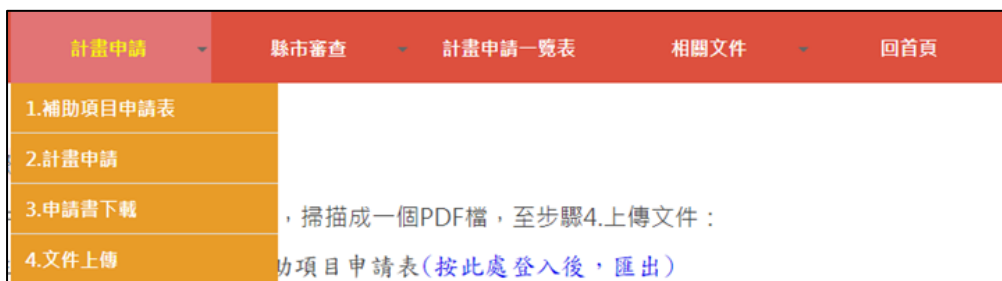 計畫申請 縣市審查 計畫申請一覽表 相關文件 回首頁
1.補助項目申請表
2.計畫申請
3.申請書下載
，掃描成一個PDF檔，至步驟4.上傳文件：
4.文件上傳
助項目申請表(按此處登入後，匯出)